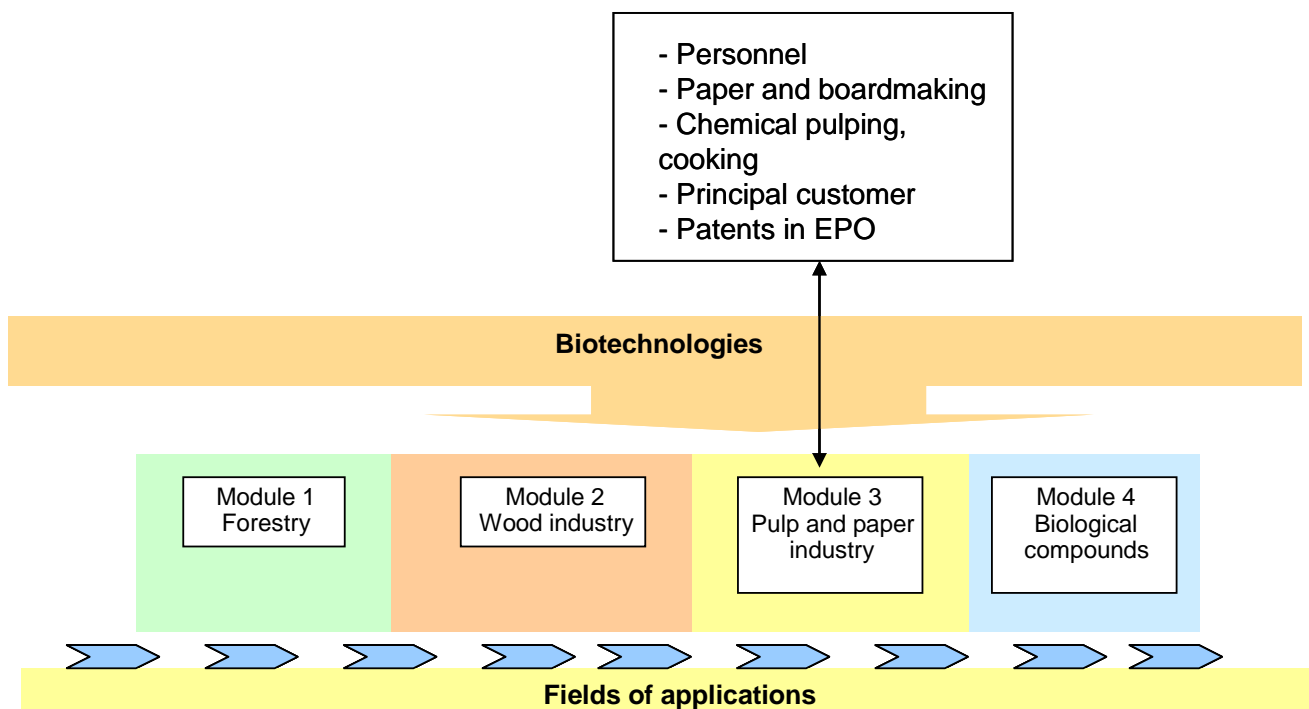 - Personnel
- Paper and boardmaking
- Chemical pulping,
cooking
- Principal customer
- Patents in EPO
Biotechnologies
Module 1
Forestry
Module 2
Wood industry
Module 3
Pulp and paper
industry
Module 4
Biological
compounds
Fields of applications